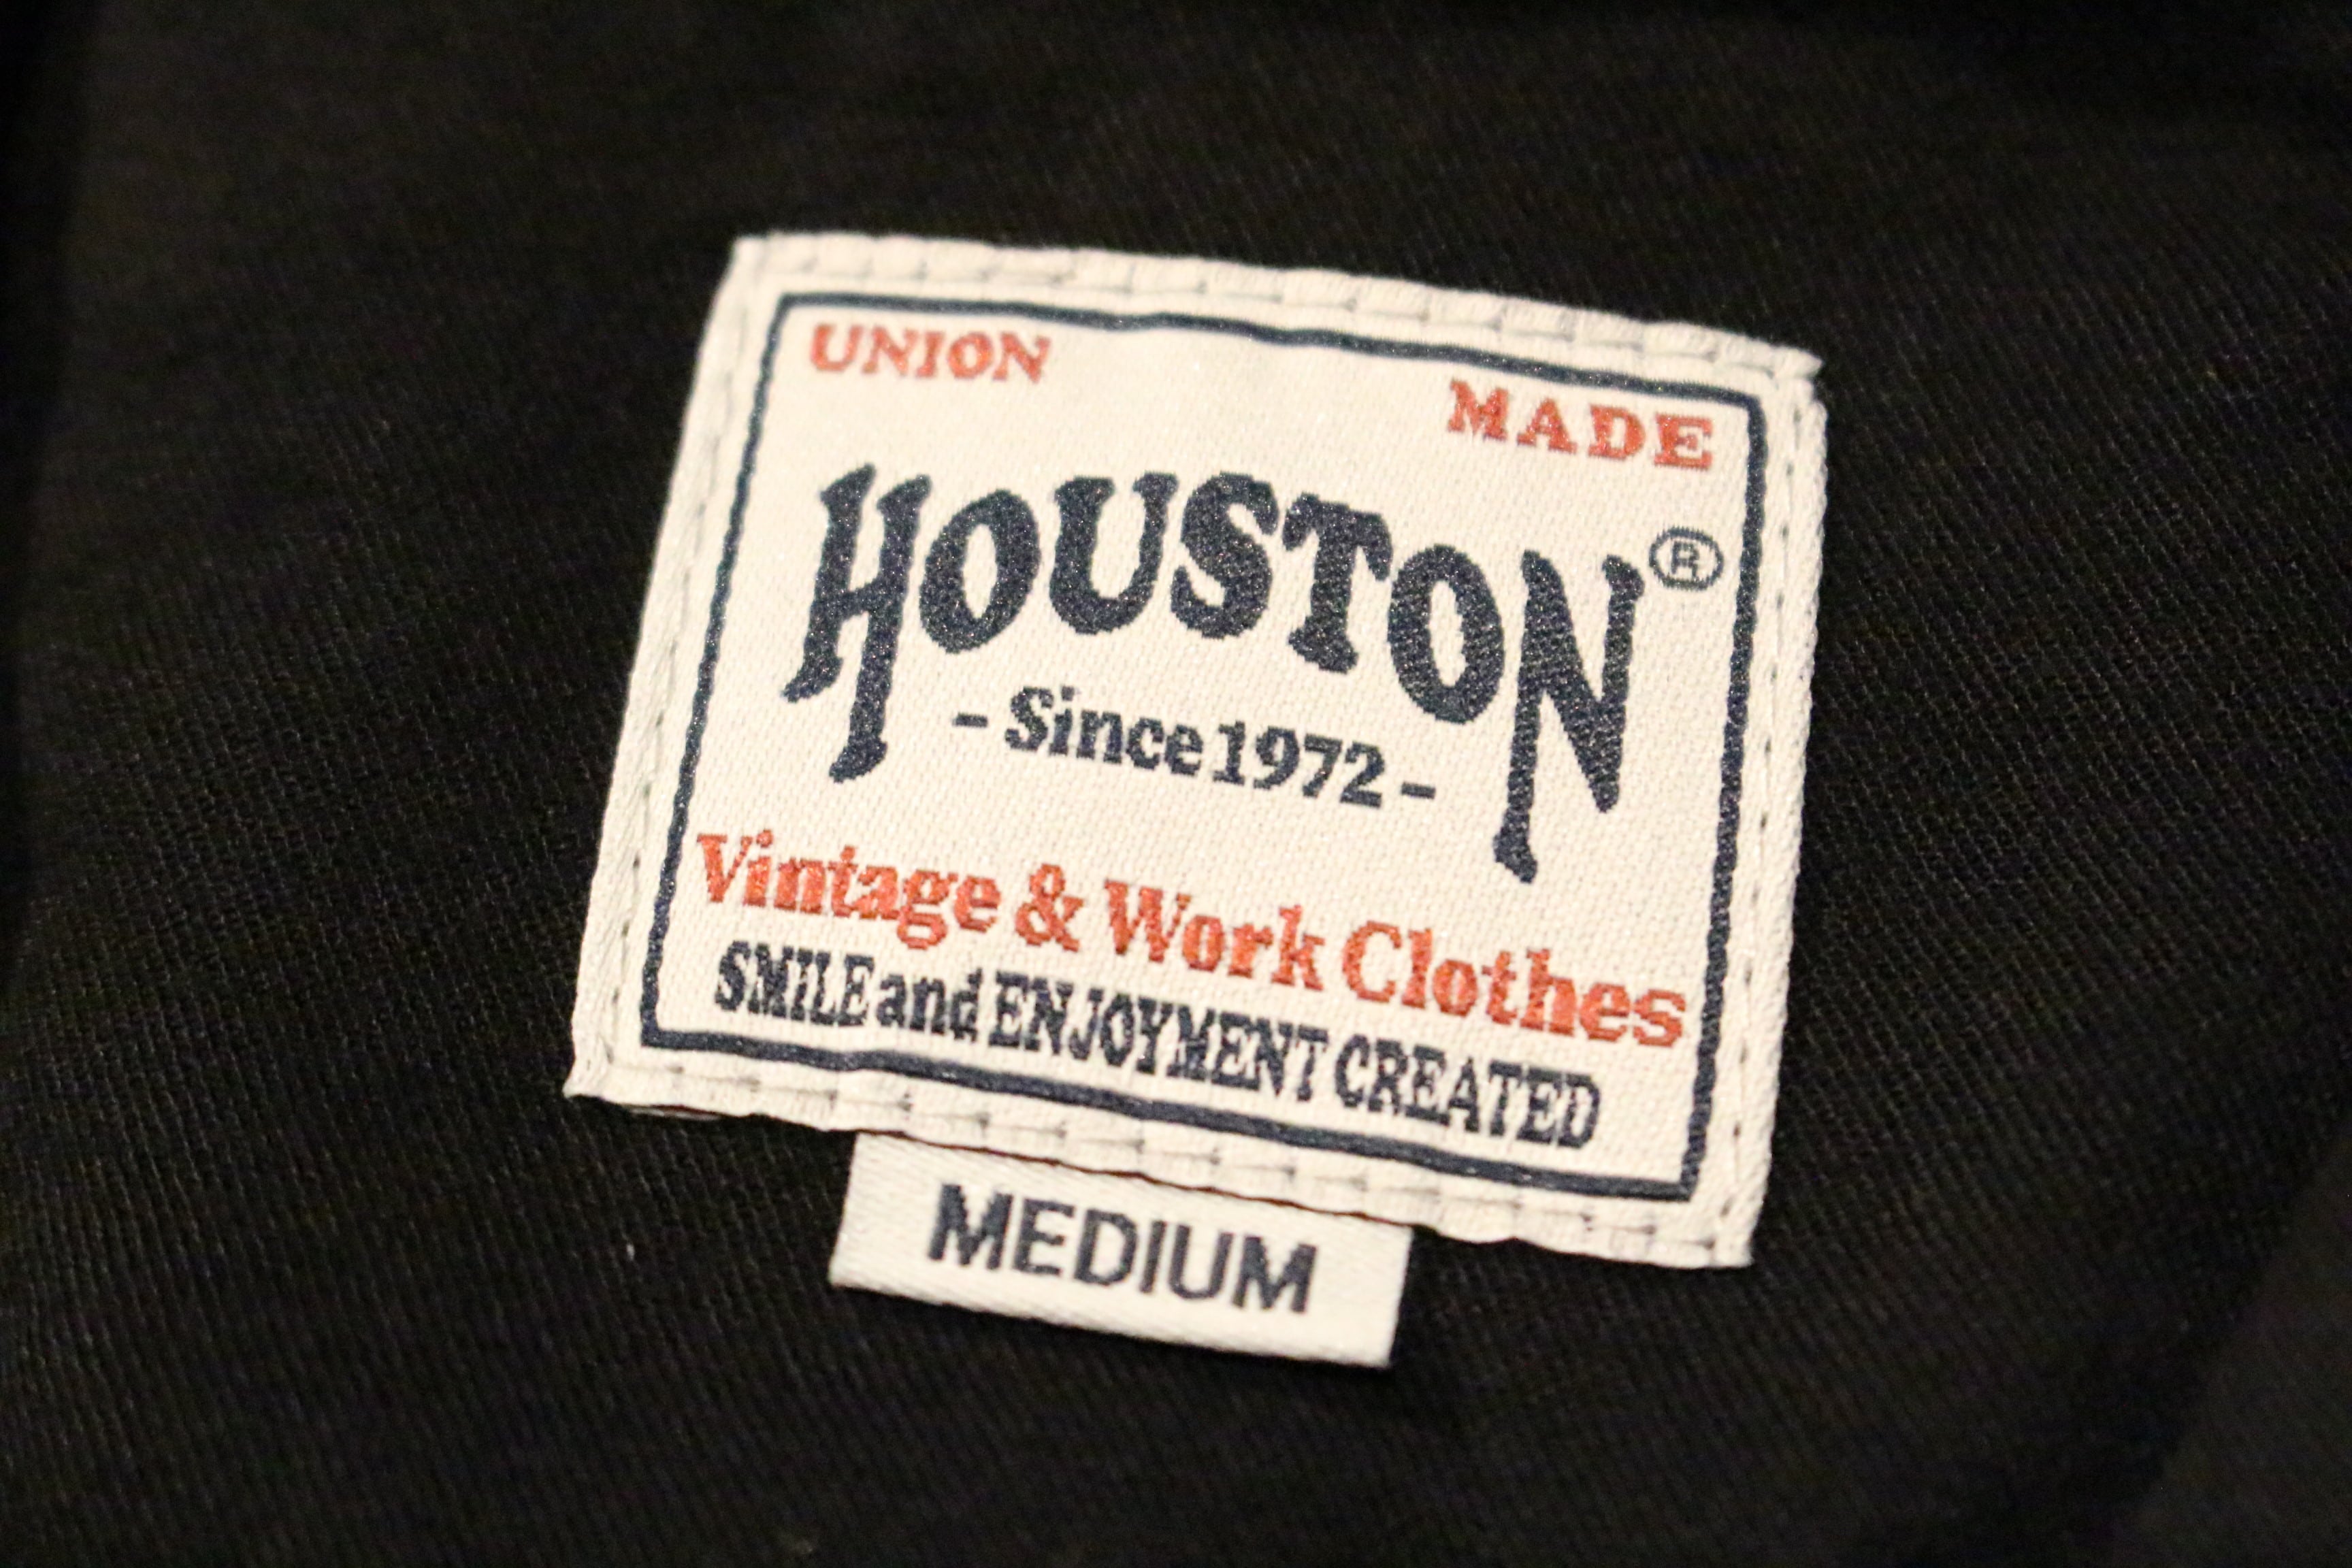 UNION MADE
HOUSTON®
- Since 1972 -
Vintage & Work Clothes
SMILE and ENJOYMENT CREATED
MEDIUM